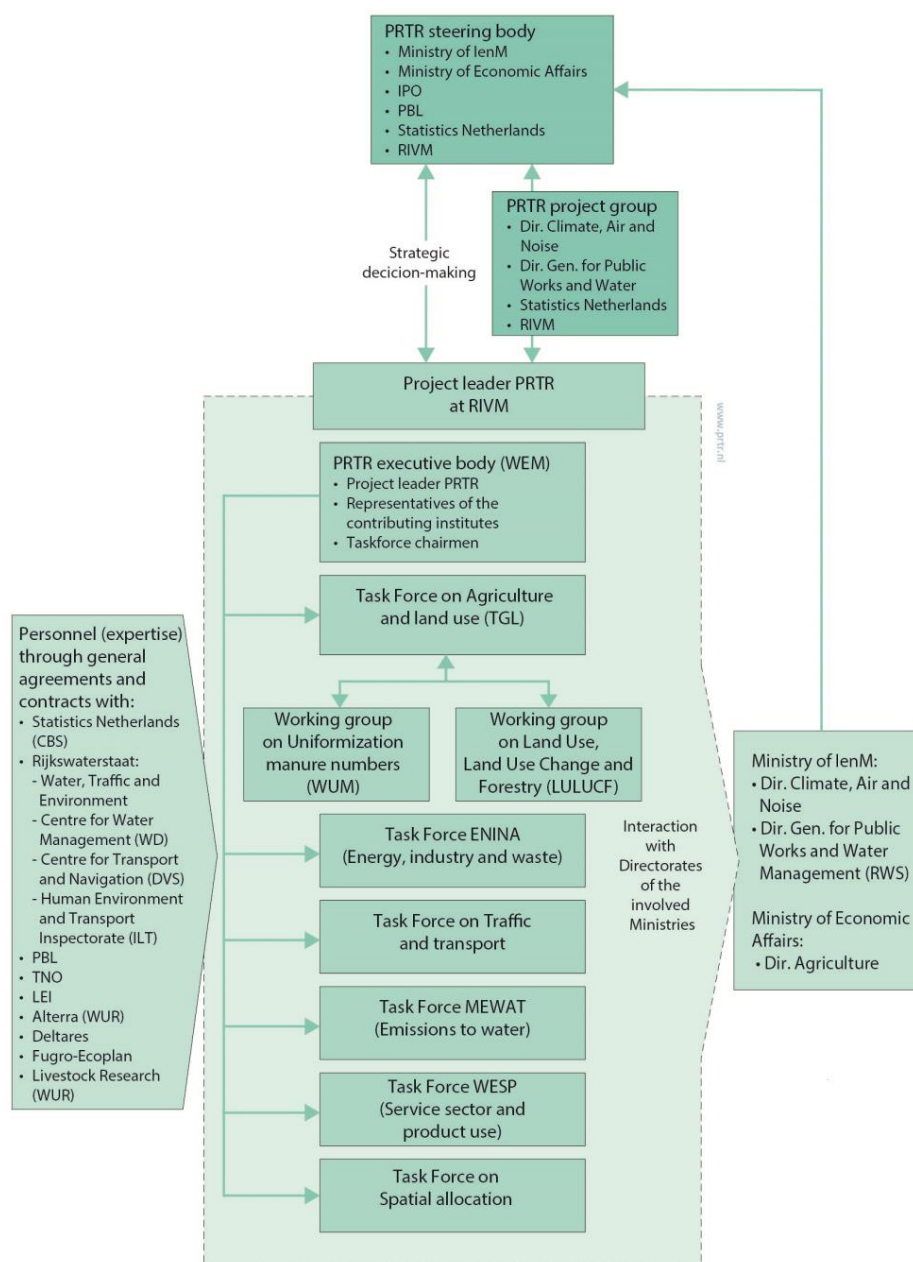 PRTR steering body
• Ministry of IenM
• Ministry of Economic Affairs
• IPO
• PBL
• Statistics Netherlands
• RIVM
Strategic
decicion-making
PRTR project group
• Dir. Climate, Air and
Noise
• Dir. Gen. for Public
Works and Water
• Statistics Netherlands
• RIVM
Project leader PRTR
at RIVM
www.prtr.nl
PRTR executive body (WEM)
• Project leader PRTR
• Representatives of the
contributing institutes
• Taskforce chairmen
Task Force on Agriculture
and land use (TGL)
Working group
on Uniformization
manure numbers
(WUM)
Working group
on Land Use,
Land Use Change and
Forestry (LULUCF)
Task Force ENINA
(Energy, industry and waste)
Task Force on Traffic
and transport
Task Force MEWAT
(Emissions to water)
Task Force WESP
(Service sector and
product use)
Task Force on
Spatial allocation
Personnel (expertise)
through general
agreements and
contracts with:
• Statistics Netherlands
(CBS)
• Rijkswaterstaat:
- Water, Traffic and
Environment
- Centre for Water
Management (WD)
- Centre for Transport
and Navigation (DVS)
- Human Environment
and Transport
Inspectorate (ILT)
• PBL
• TNO
• LEI
• Alterra (WUR)
• Deltares
• Fugro-Ecoplan
• Livestock Research
(WUR)
Interaction with
Directorates
of the
involved
Ministries
Ministry of IenM:
• Dir. Climate, Air and
Noise
• Dir. Gen. for Public
Works and Water
Management (RWS)
Ministry of Economic
Affairs:
• Dir. Agriculture